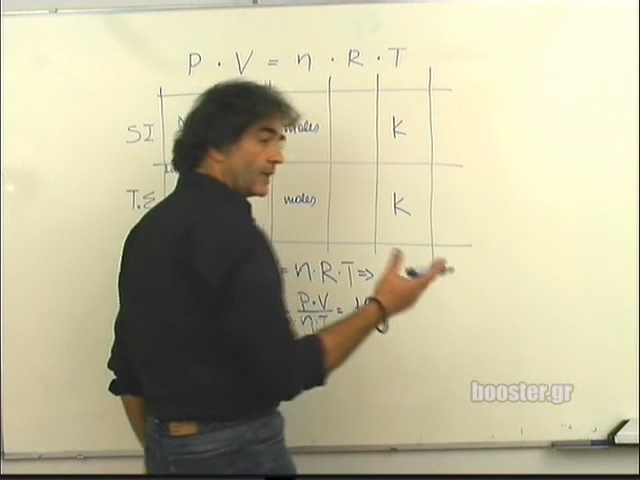 P · V = n · R · T
SI moles K
T.Σ moles K
= n·R·T ⇒
P·V / n·T =
booster.gr